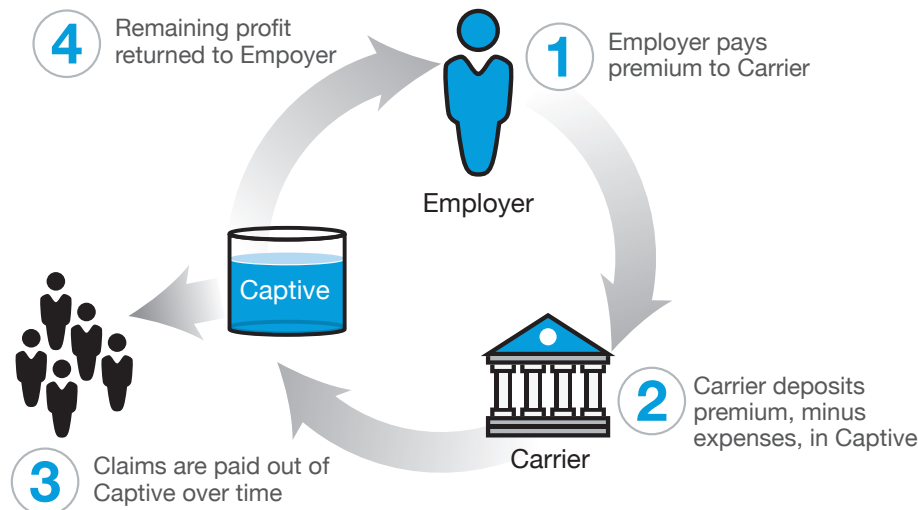 4
Remaining profit
returned to Empoyer
1
Employer pays
premium to Carrier
Employer
Captive
2
Carrier deposits
premium, minus
expenses, in Captive
Carrier
3
Claims are paid out of
Captive over time